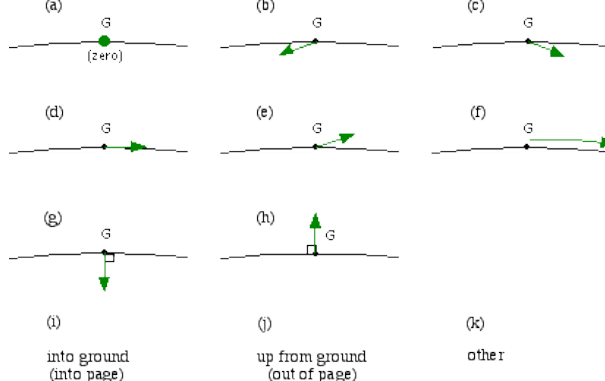 (a) (b) (c)
G G G
(zero)
(d) (e) (f)
G G G
(g) (h)
G G
(i) (j) (k)
into ground up from ground other
(into page) (out of page)